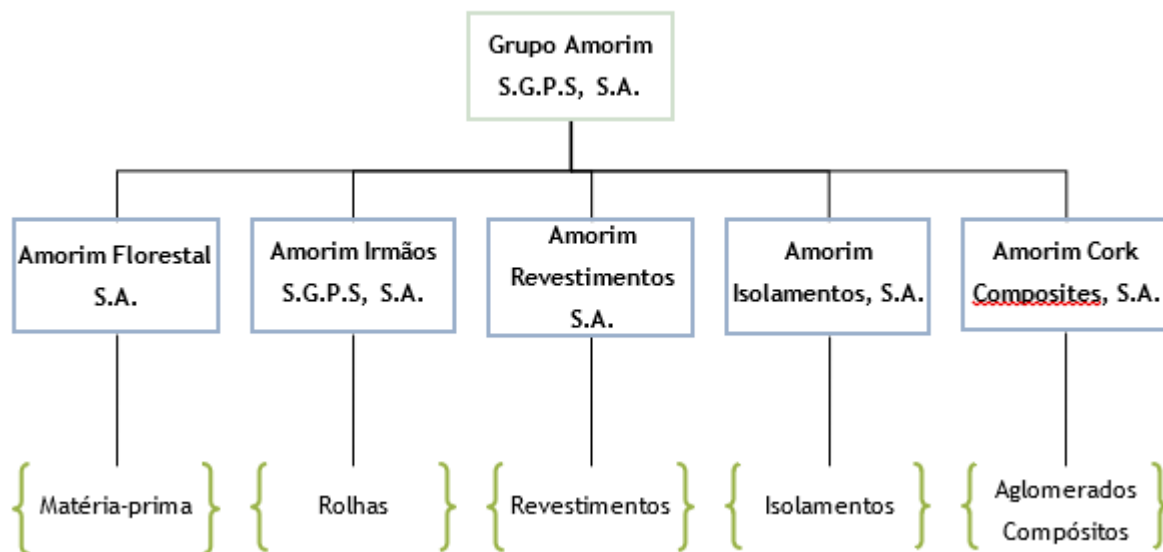 Grupo Amorim
S.G.P.S, S.A.
Amorim Florestal
S.A.
Amorim Irmãos
S.G.P.S, S.A.
Amorim
Revestimentos
S.A.
Amorim
Isolamentos, S.A.
Amorim Cork
Composites, S.A.
Matéria-prima
Rolhas
Revestimentos
Isolamentos
Aglomerados
Compósitos